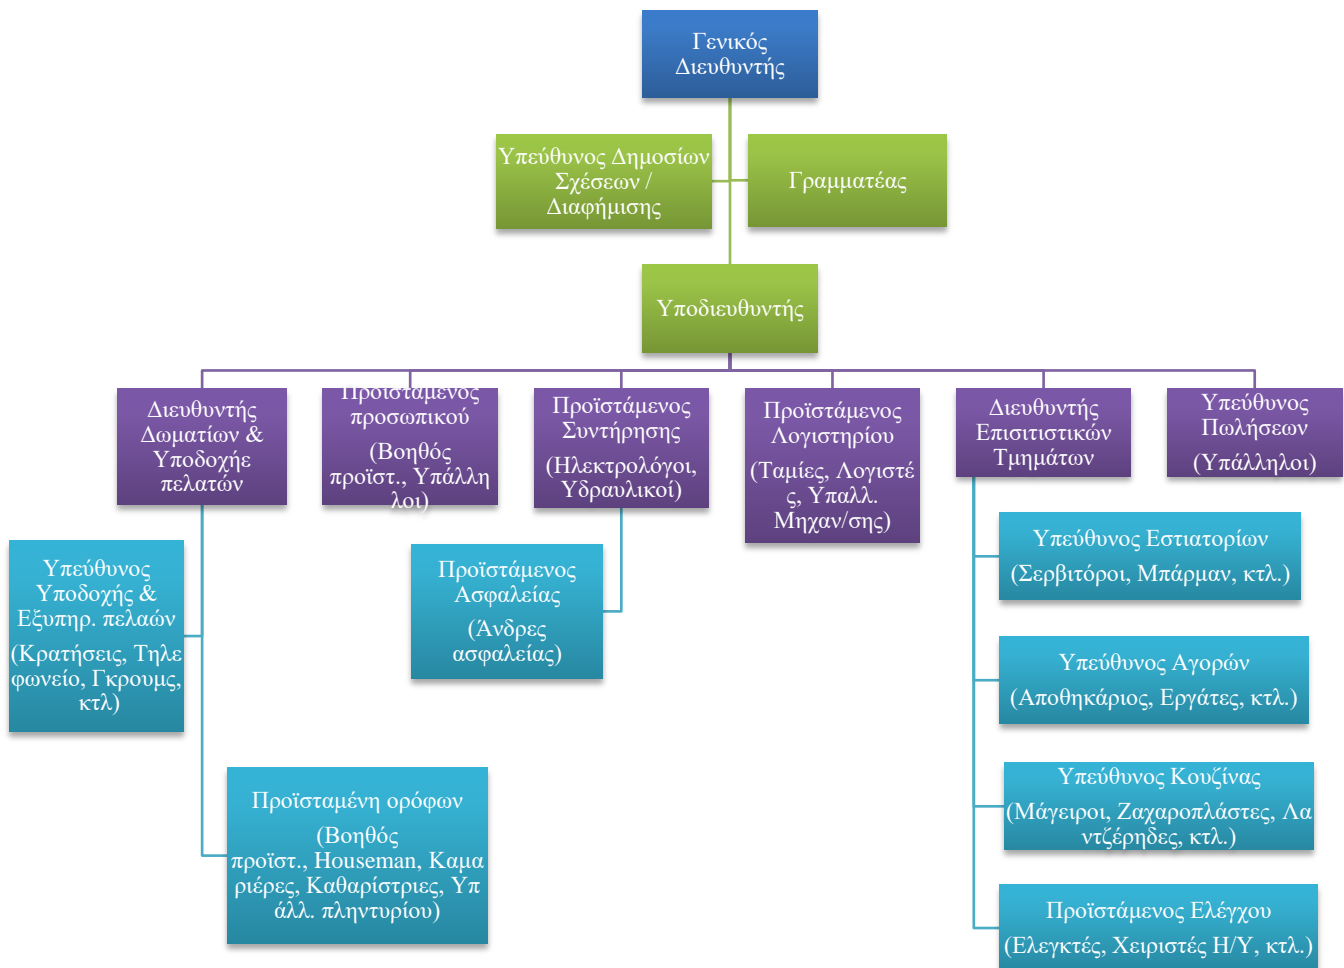 Γενικός
Διευθυντής
Υπεύθυνος Δημοσίων
Σχέσεων /
Διαφήμισης
Γραμματέας
Υποδιευθυντής
Διευθυντής
Δωματίων &
Υποδοχήε
πελατών
Προϊστάμενος
προσωπικού
(Βοηθός
προϊστ., Υπάλλη
λοι)
Προϊστάμενος
Συντήρησης
(Ηλεκτρολόγοι,
Υδραυλικοί)
Προϊστάμενος
Λογιστηρίου
(Ταμίες, Λογιστέ
ς, Υπαλλ.
Μηχαν/σης)
Διευθυντής
Επισιτιστικών
Τμημάτων
Υπεύθυνος
Πωλήσεων
(Υπάλληλοι)
Υπεύθυνος
Υποδοχής &
Εξυπηρ. πελαών
(Κρατήσεις, Τηλε
φωνείο, Γκρουμς,
κτλ)
Προϊσταμένη ορόφων
(Βοηθός
προϊστ., Houseman, Καμα
ριέρες, Καθαρίστριες, Υπ
άλλ. πληντυρίου)
Προϊστάμενος
Ασφαλείας
(Άνδρες
ασφαλείας)
Υπεύθυνος Εστιατορίων
(Σερβιτόροι, Μπάρμαν, κτλ.)
Υπεύθυνος Αγορών
(Αποθηκάριος, Εργάτες, κτλ.)
Υπεύθυνος Κουζίνας
(Μάγειροι, Ζαχαροπλάστες, Λα
ντζέρηδες, κτλ.)
Προϊστάμενος Ελέγχου
(Ελεγκτές, Χειριστές Η/Υ, κτλ.)